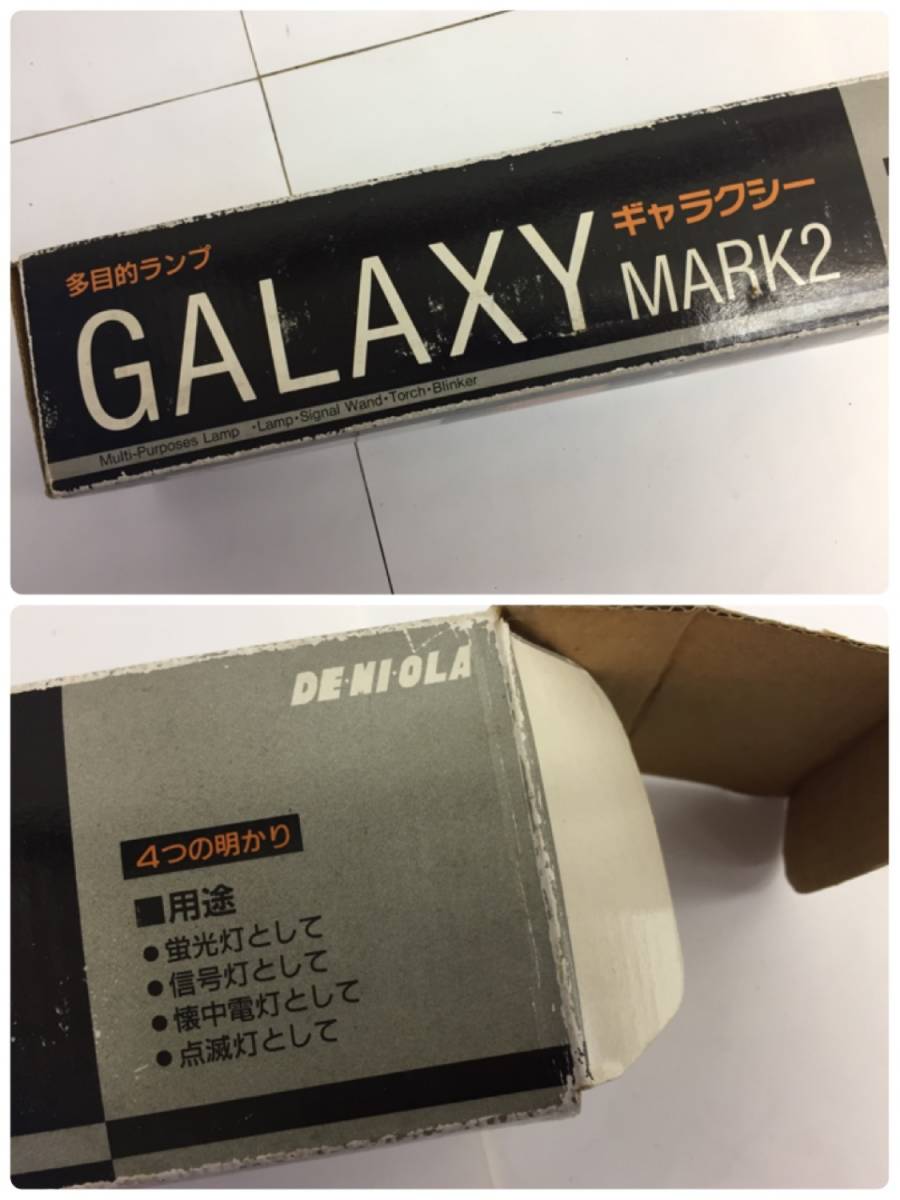 多目的ランプ
GALAXY ギャラクシー
MARK2
Multi-Purposes Lamp ・Lamp・Signal Wand・Torch・Blinker
DE·NI·OLA
4つの明かり
■用途
●蛍光灯として
●信号灯として
●懐中電灯として
●点滅灯として